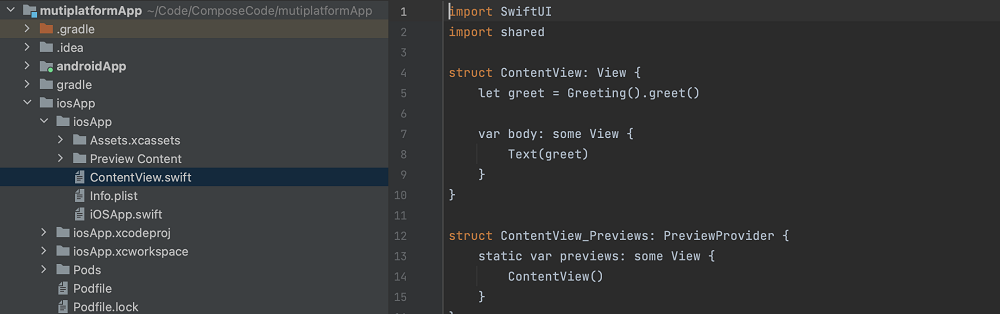 mutiplatformApp ~/Code/ComposeCode/mutiplatformApp
.gradle
.idea
androidApp
gradle
iosApp
iosApp
Assets.xcassets
Preview Content
ContentView.swift
Info.plist
iOSApp.swift
iosApp.xcodeproj
iosApp.xcworkspace
Pods
Podfile
Podfile.lock
1 import SwiftUI
2 import shared
3
4 struct ContentView: View {
5 let greet = Greeting().greet()
6
7 var body: some View {
8 Text(greet)
9 }
10 }
11
12 struct ContentView_Previews: PreviewProvider {
13 static var previews: some View {
14 ContentView()
15 }